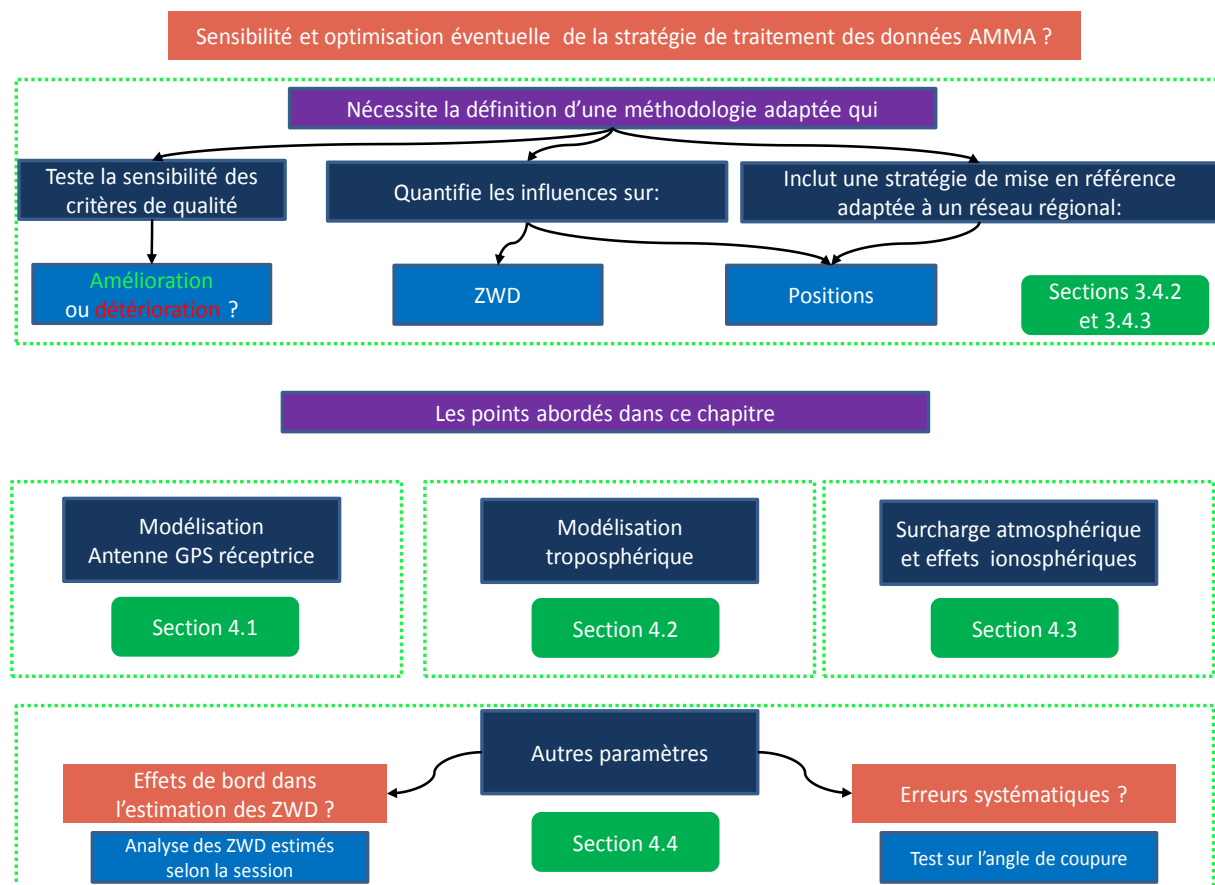 Sensibilité et optimisation éventuelle de la stratégie de traitement des données AMMA ?
Nécessite la définition d’une méthodologie adaptée qui
Teste la sensibilité des
critères de qualité
Quantifie les influences sur:
Inclut une stratégie de mise en référence
adaptée à un réseau régional:
Amélioration
ou détérioration ?
ZWD
Positions
Sections 3.4.2
et 3.4.3
Les points abordés dans ce chapitre
Modélisation
Antenne GPS réceptrice
Section 4.1
Modélisation
troposphérique
Section 4.2
Surcharge atmosphérique
et effets ionosphériques
Section 4.3
Autres paramètres
Effets de bord dans
l’estimation des ZWD ?
Analyse des ZWD estimés
selon la session
Section 4.4
Erreurs systématiques ?
Test sur l’angle de coupure